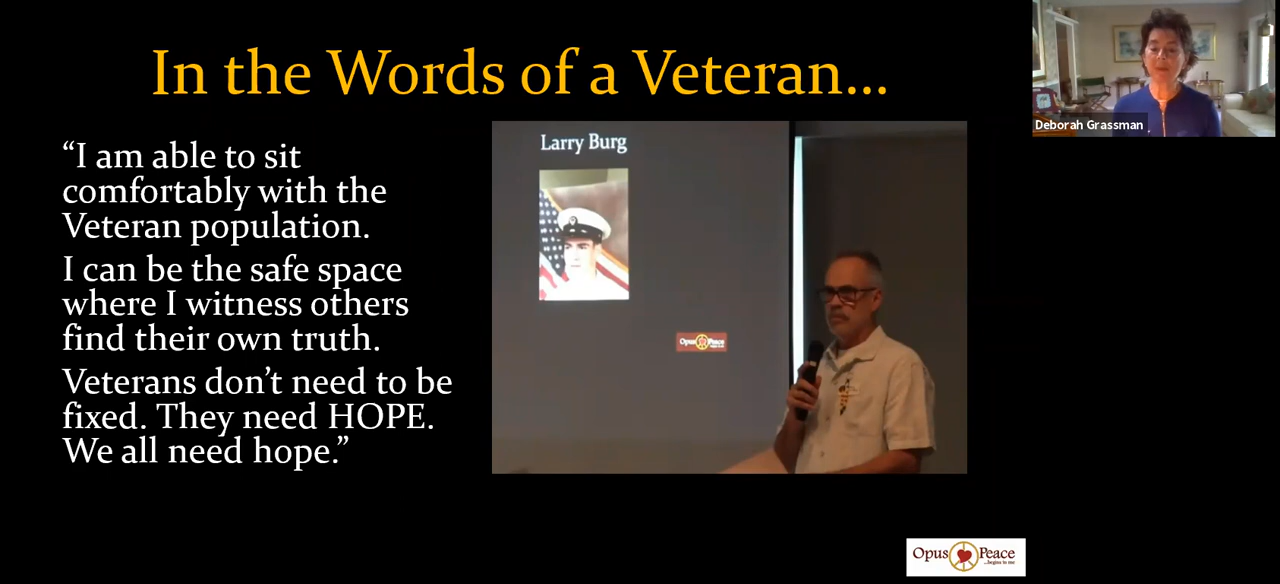 In the Words of a Veteran...
Deborah Grassman
“I am able to sit
comfortably with the
Veteran population.
I can be the safe space
where I witness others
find their own truth.
Veterans don’t need to be
fixed. They need HOPE.
We all need hope.”
Larry Burg
Opus Peace
Opus Peace
...begins in me